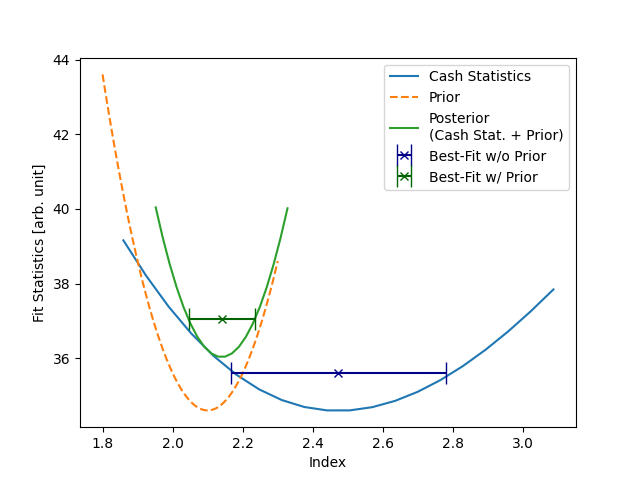 Fit Statistics [arb. unit]
44
42
40
38
36
1.8
2.0
2.2
2.4
2.6
2.8
3.0
Index
Cash Statistics
Prior
Posterior
(Cash Stat. + Prior)
Best-Fit w/o Prior
Best-Fit w/ Prior